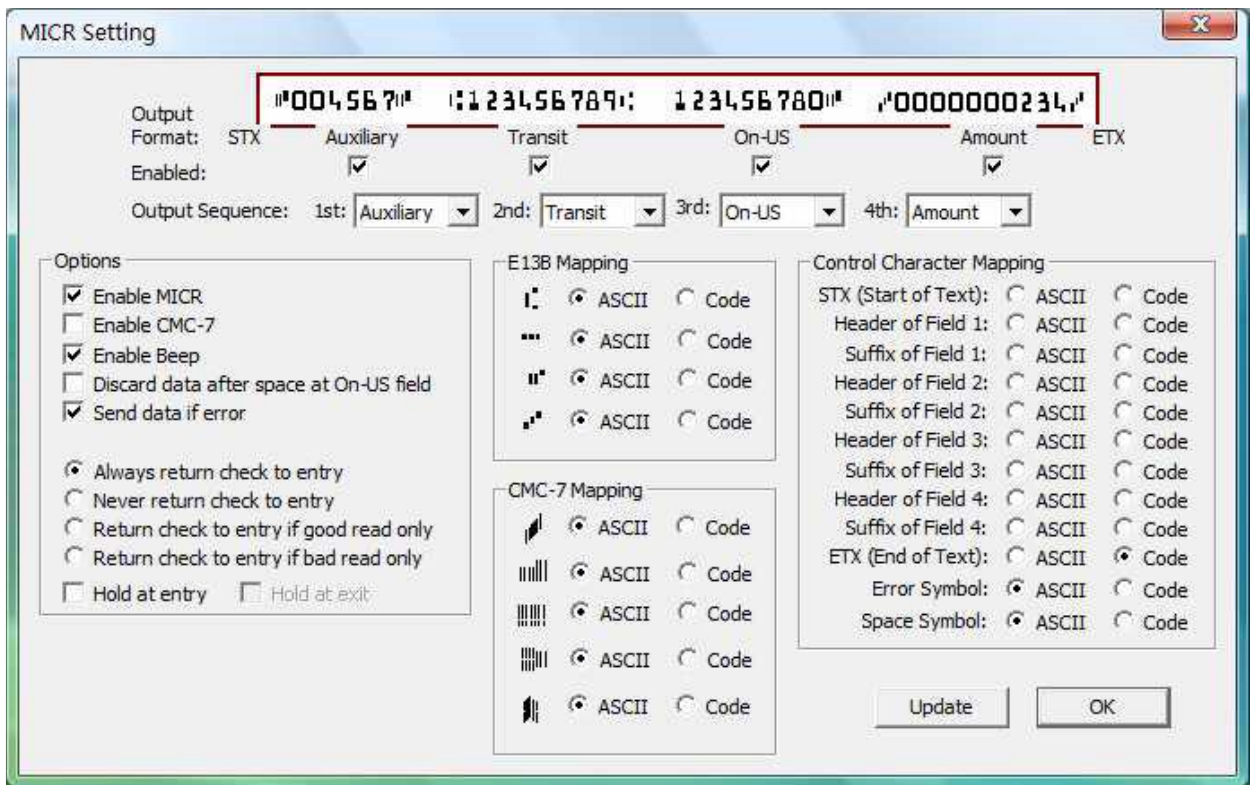 MICR Setting
⑈004567⑈ ⑆123456789⑆ 123456780⑈ ⑇0000000234⑇
Output
Format: STX Auxiliary Transit On-US Amount ETX
Enabled:
Output Sequence: 1st: Auxiliary 2nd: Transit 3rd: On-US 4th: Amount
Options
Enable MICR
Enable CMC-7
Enable Beep
Discard data after space at On-US field
Send data if error
Always return check to entry
Never return check to entry
Return check to entry if good read only
Return check to entry if bad read only
Hold at entry Hold at exit
E13B Mapping
⑆ ASCII Code
⑉ ASCII Code
⑈ ASCII Code
⑇ ASCII Code
CMC-7 Mapping
ASCII Code
ASCII Code
ASCII Code
ASCII Code
ASCII Code
Control Character Mapping
STX (Start of Text): ASCII Code
Header of Field 1: ASCII Code
Suffix of Field 1: ASCII Code
Header of Field 2: ASCII Code
Suffix of Field 2: ASCII Code
Header of Field 3: ASCII Code
Suffix of Field 3: ASCII Code
Header of Field 4: ASCII Code
Suffix of Field 4: ASCII Code
ETX (End of Text): ASCII Code
Error Symbol: ASCII Code
Space Symbol: ASCII Code
Update OK